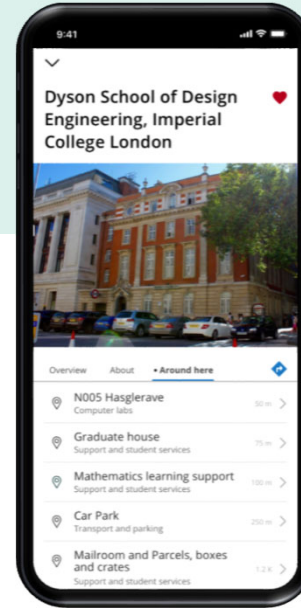 9:41
Dyson School of Design
Engineering, Imperial
College London
Overview About • Around here
N005 Hasglerave
Computer labs
50 m
Graduate house
Support and student services
75 m
Mathematics learning support
Support and student services
100 m
Car Park
Transport and parking
250 m
Mailroom and Parcels, boxes
and crates
Support and student services
1.2 K